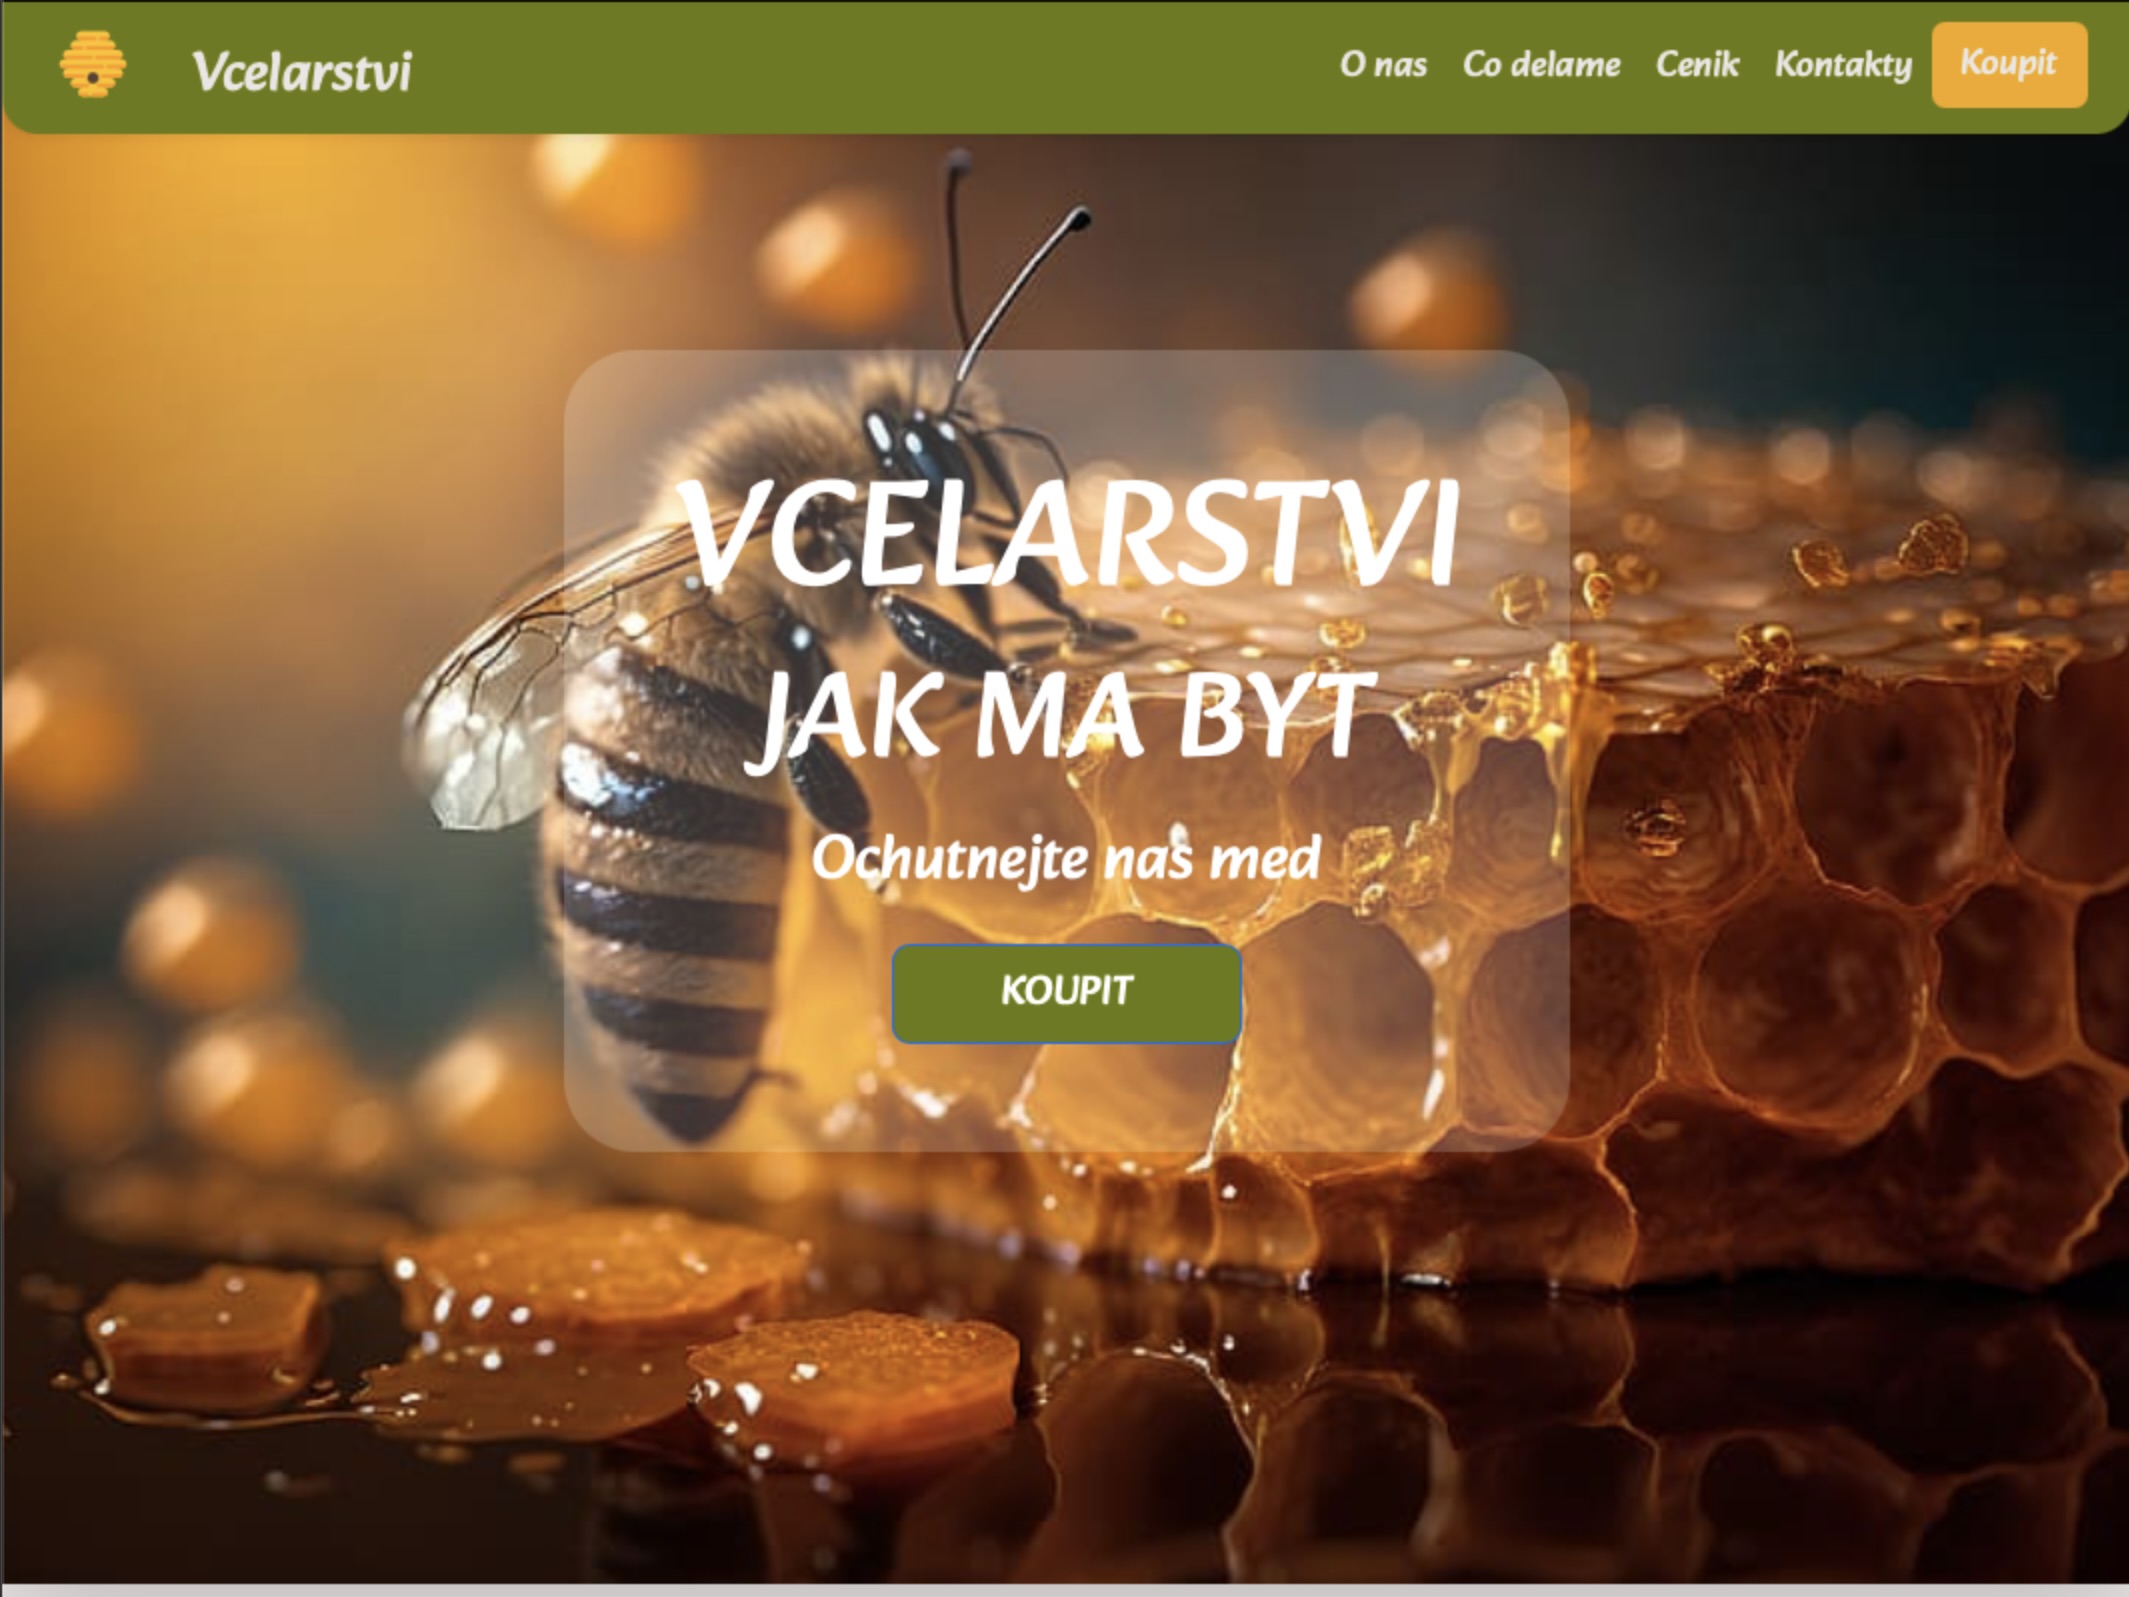 Vcelarstvi
O nas Co delame Cenik Kontakty Koupit
VCELARSTVI
JAK MA BYT
Ochutnejte nas med
KOUPIT